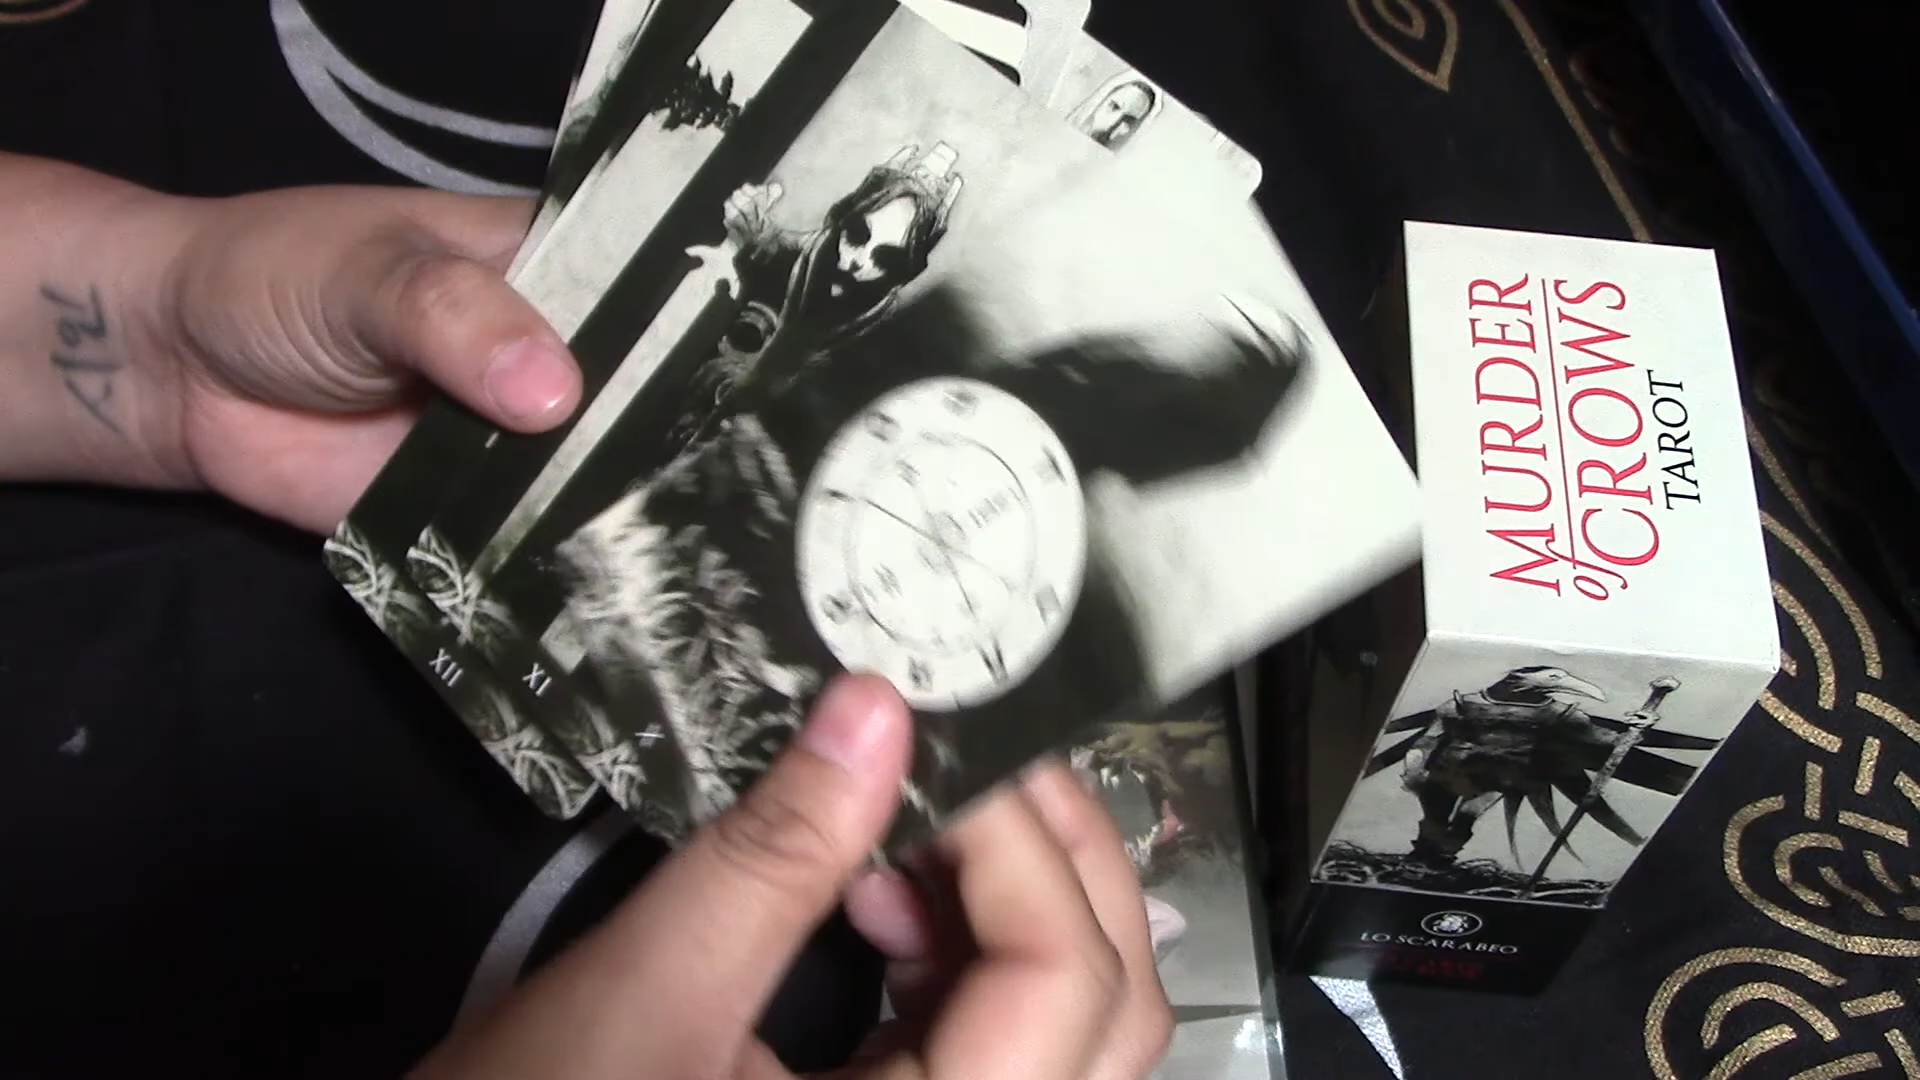 MURDER
of CROWS
TAROT
LO SCARABEO
XII
XI
X